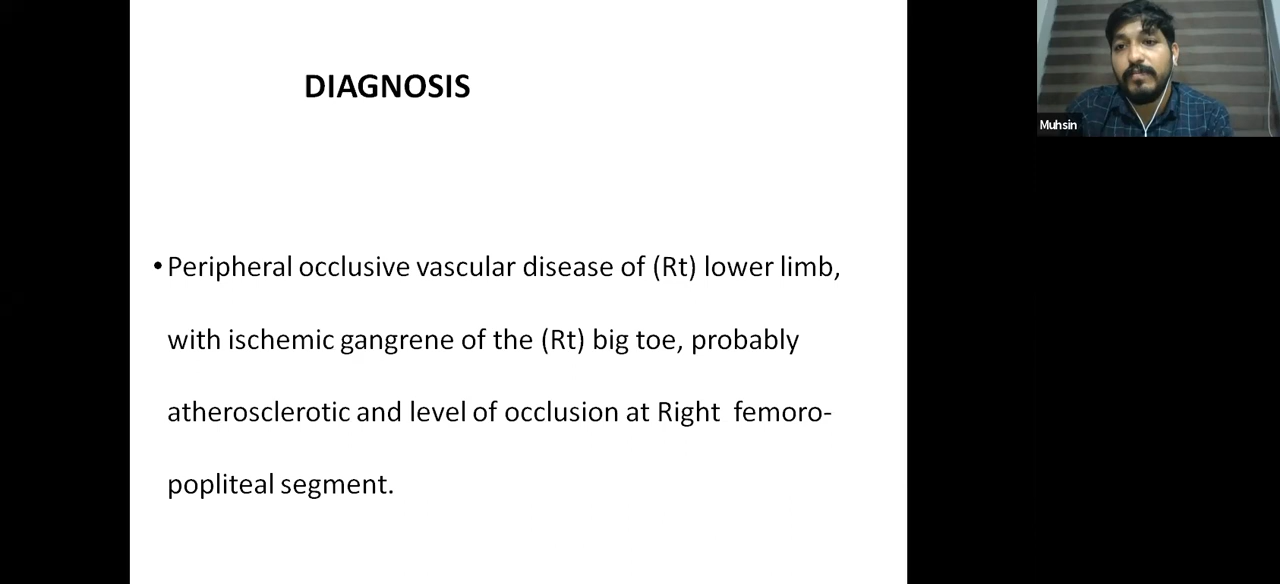 DIAGNOSIS
• Peripheral occlusive vascular disease of (Rt) lower limb,
with ischemic gangrene of the (Rt) big toe, probably
atherosclerotic and level of occlusion at Right  femoro-
popliteal segment.
Muhsin